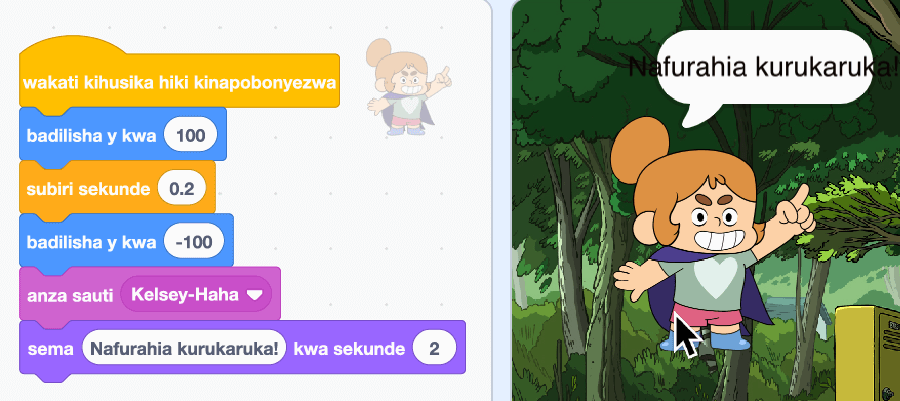 wakati kihusika hiki kinapobonyezwa
badilisha y kwa 100
subiri sekunde 0.2
badilisha y kwa -100
anza sauti Kelsey-Haha
sema Nafurahia kurukaruka! kwa sekunde 2
Nafurahia kurukaruka!